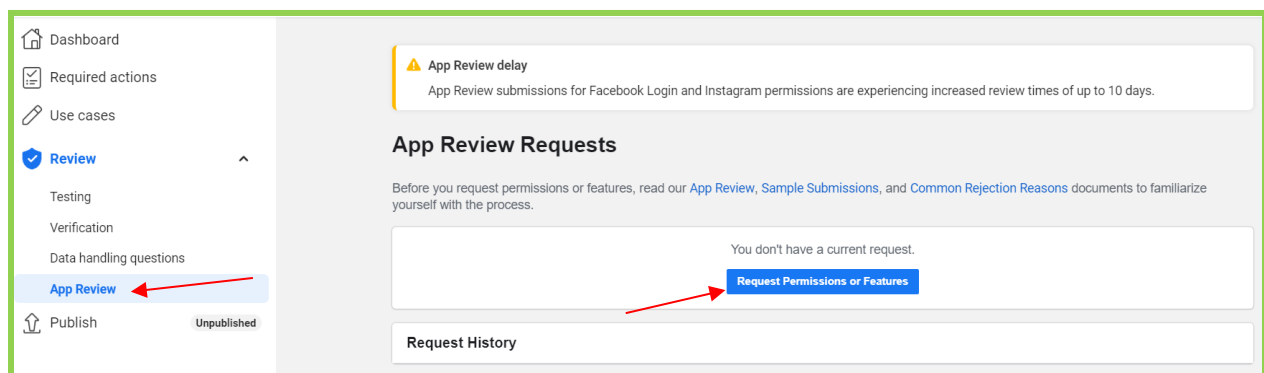 Dashboard
Required actions
Use cases
Review
Testing
Verification
Data handling questions
App Review
Publish
Unpublished
App Review delay
App Review submissions for Facebook Login and Instagram permissions are experiencing increased review times of up to 10 days.
App Review Requests
Before you request permissions or features, read our App Review, Sample Submissions, and Common Rejection Reasons documents to familiarize
yourself with the process.
You don't have a current request.
Request Permissions or Features
Request History